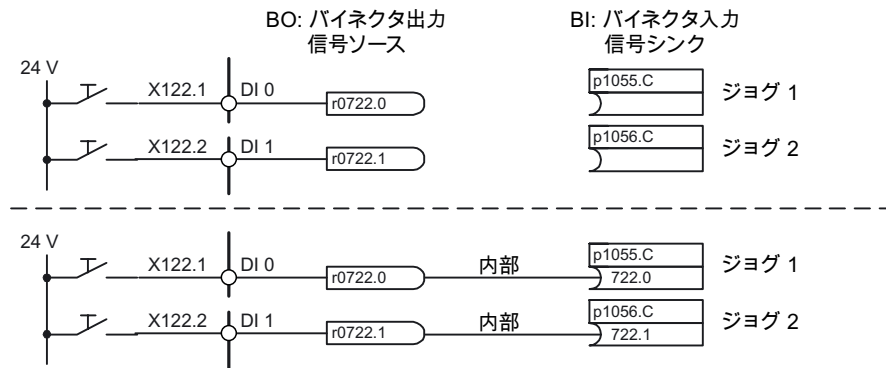 BO: バイネクタ出力
信号ソース
BI: バイネクタ入力
信号シンク
24 V
X122.1
DI 0
r0722.0
p1055.C
ジョグ 1
X122.2
DI 1
r0722.1
p1056.C
ジョグ 2
24 V
X122.1
DI 0
r0722.0
内部
p1055.C
722.0
ジョグ 1
X122.2
DI 1
r0722.1
内部
p1056.C
722.1
ジョグ 2